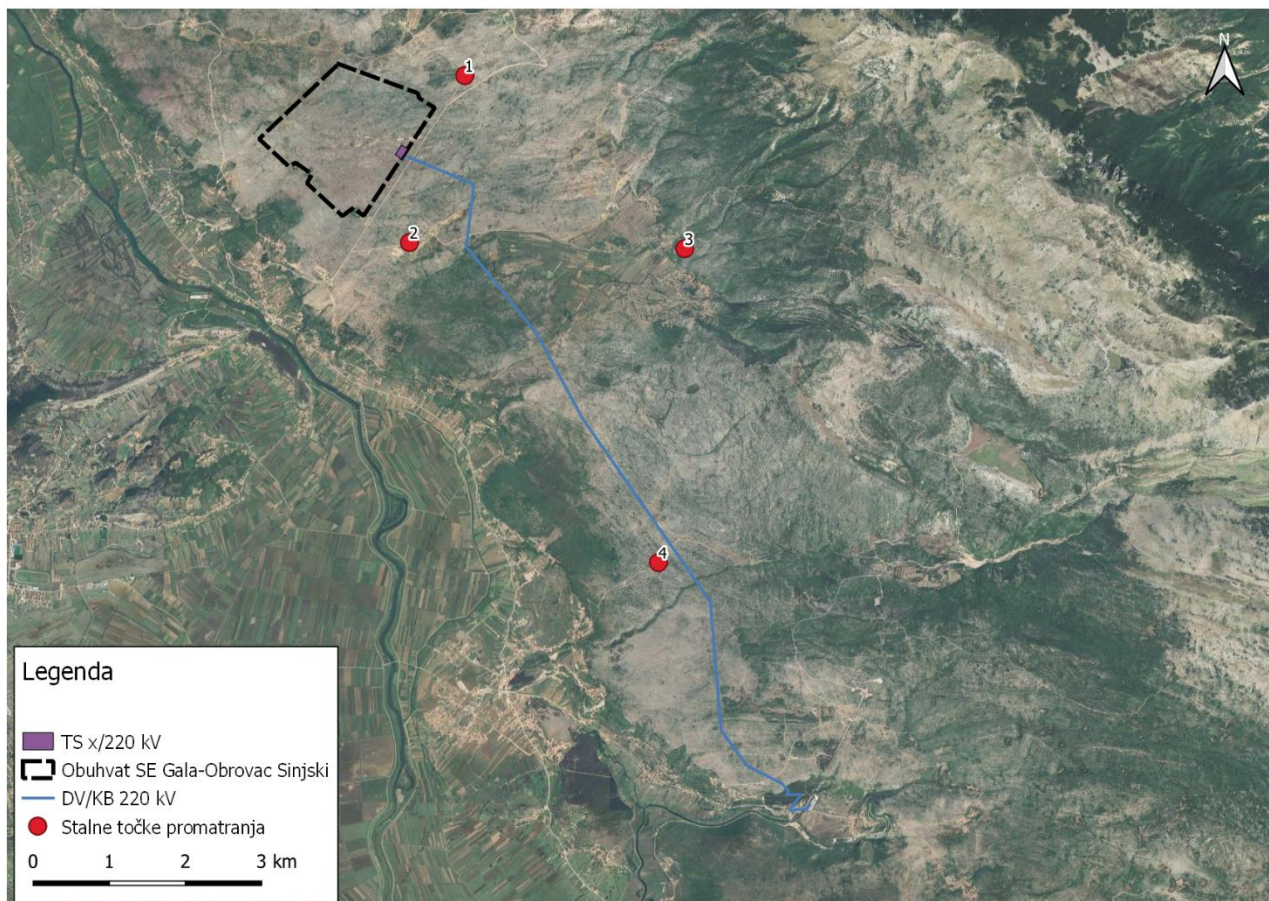 N
1
2
3
4
Legenda
TS x/220 kV
Obuhvat SE Gala-Obrovac Sinjski
DV/KB 220 kV
Stalne točke promatranja
0 1 2 3 km